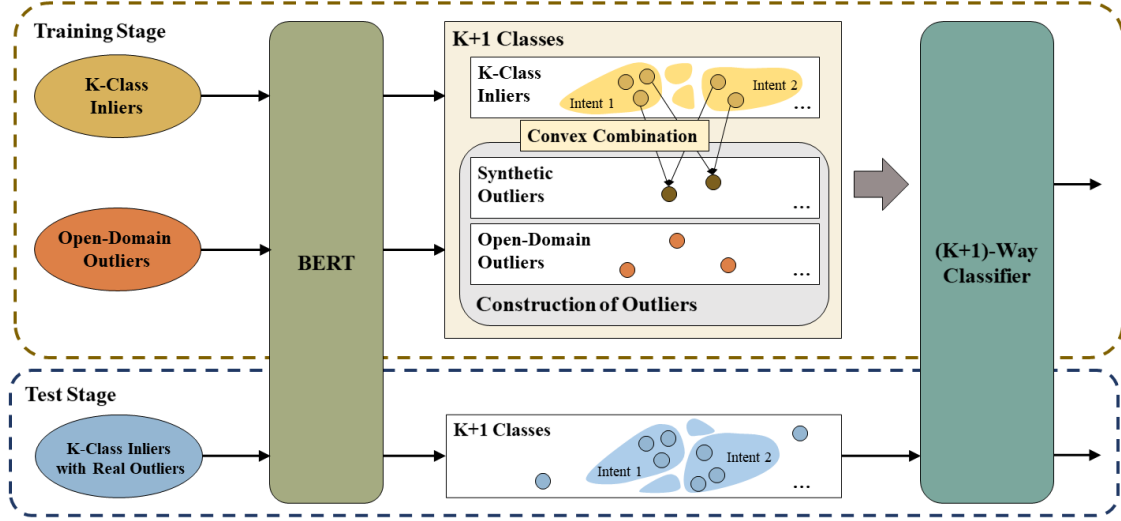 Training Stage
K-Class
Inliers
Open-Domain
Outliers
BERT
K+1 Classes
K-Class
Inliers
Intent 1
Intent 2
...
Convex Combination
Synthetic
Outliers
...
Open-Domain
Outliers
...
Construction of Outliers
(K+1)-Way
Classifier
Test Stage
K-Class Inliers
with Real Outliers
K+1 Classes
Intent 1
Intent 2
...